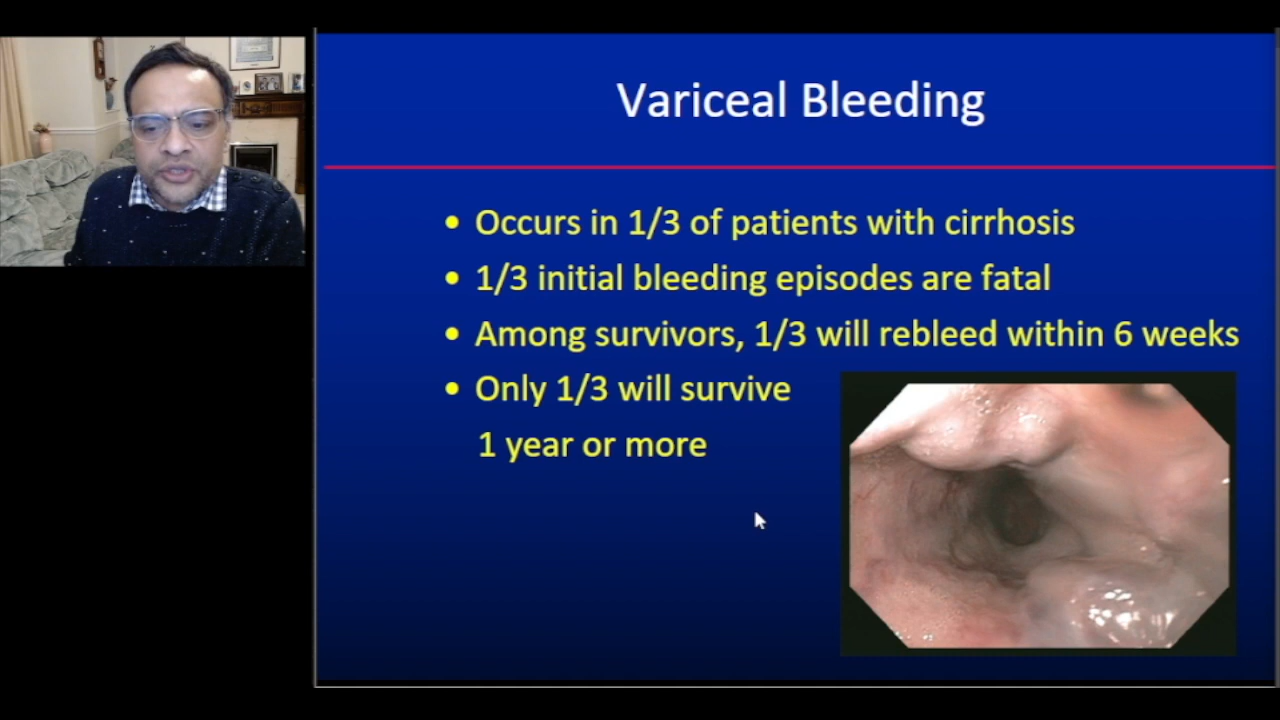 Variceal Bleeding
• Occurs in 1/3 of patients with cirrhosis
• 1/3 initial bleeding episodes are fatal
• Among survivors, 1/3 will rebleed within 6 weeks
• Only 1/3 will survive
1 year or more